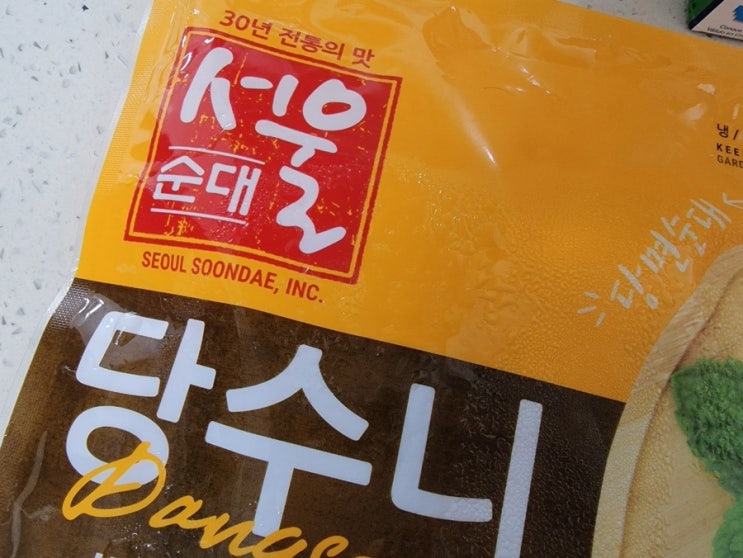 30년 전통의 맛
서울
순대
SEOUL SOONDAE, INC.
냉/
KEE
GARD
당면순대
당수니